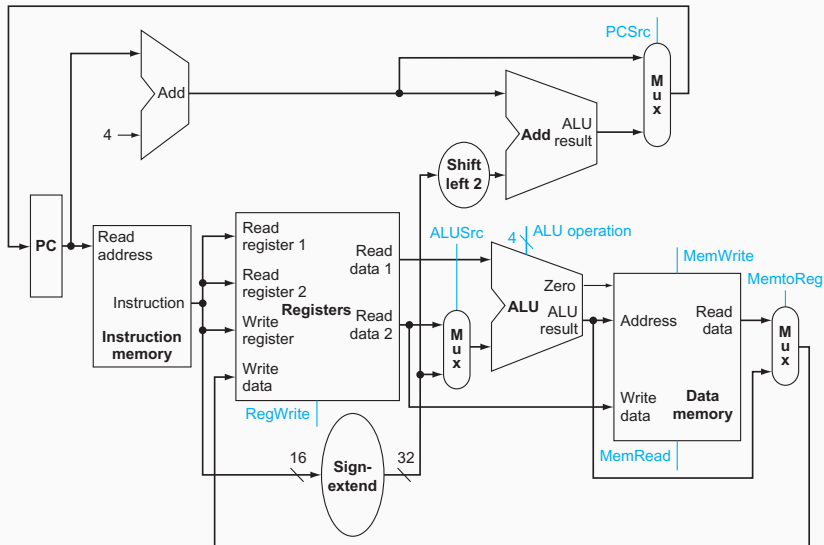 PCSrc
M
u
x
Add
4
Add
ALU
result
Shift
left 2
PC
Read
address
Instruction
Instruction
memory
Read
register 1
Read
register 2
Write
register
Write
data
Registers
Read
data 1
Read
data 2
RegWrite
16
Sign-
extend
32
ALUSrc
M
u
x
4
ALU operation
Zero
ALU
ALU
result
MemWrite
Address
Read
data
Write
data
Data
memory
MemRead
MemtoReg
M
u
x